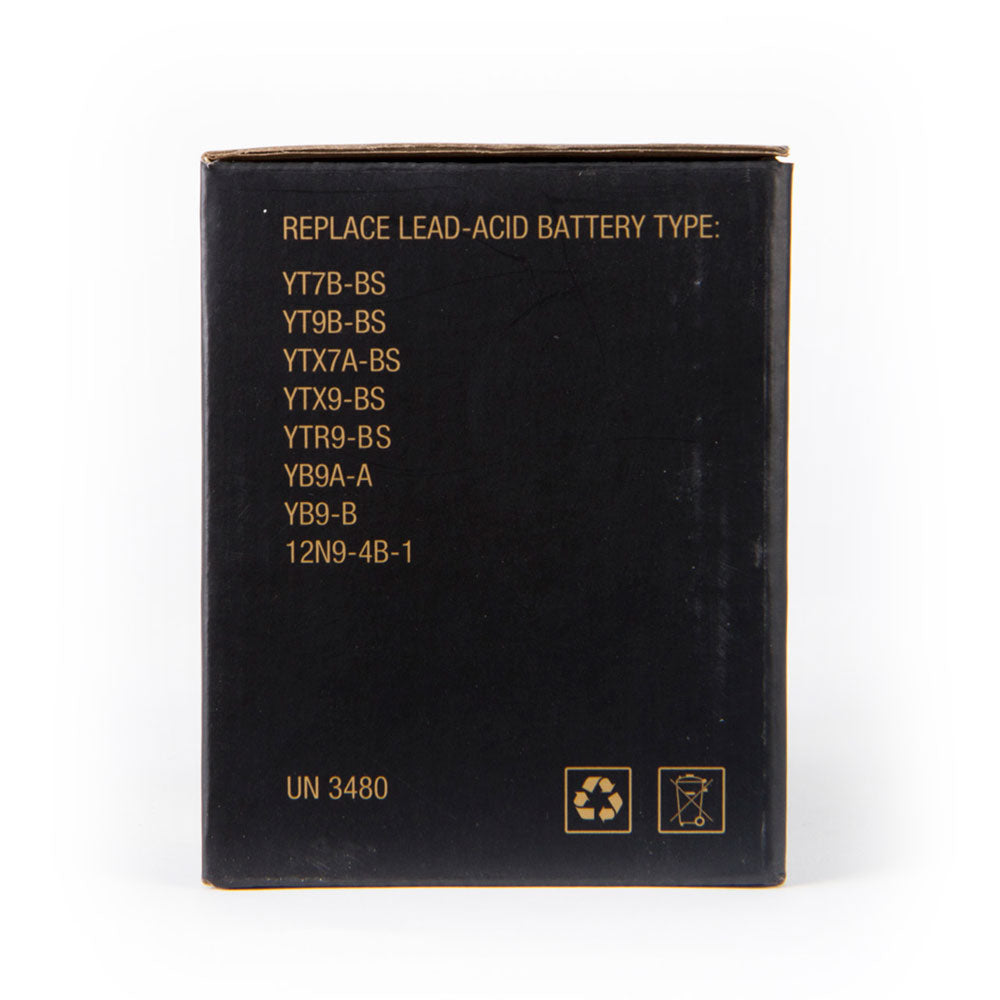 REPLACE LEAD-ACID BATTERY TYPE:
YT7B-BS
YT9B-BS
YTX7A-BS
YTX9-BS
YTR9-BS
YB9A-A
YB9-B
12N9-4B-1
UN 3480